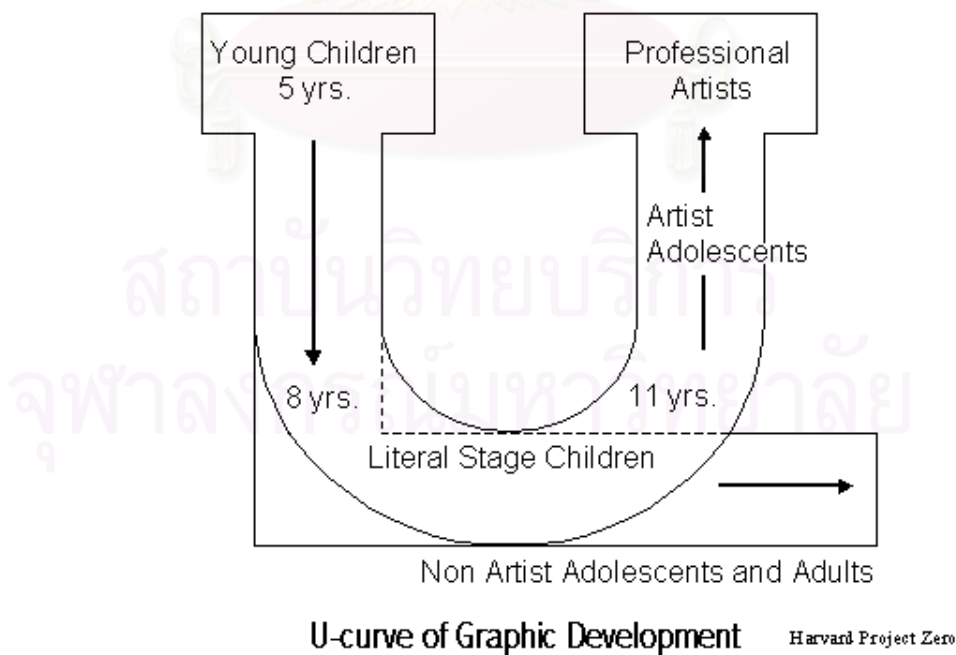 Young Children
5 yrs.
Professional
Artists
Artist
Adolescents
สถาบันวิทยบริการ
จุฬาลงกรณ์มหาวิทยาลัย
8 yrs.
11 yrs.
Literal Stage Children
Non Artist Adolescents and Adults
U-curve of Graphic Development
Harvard Project Zero